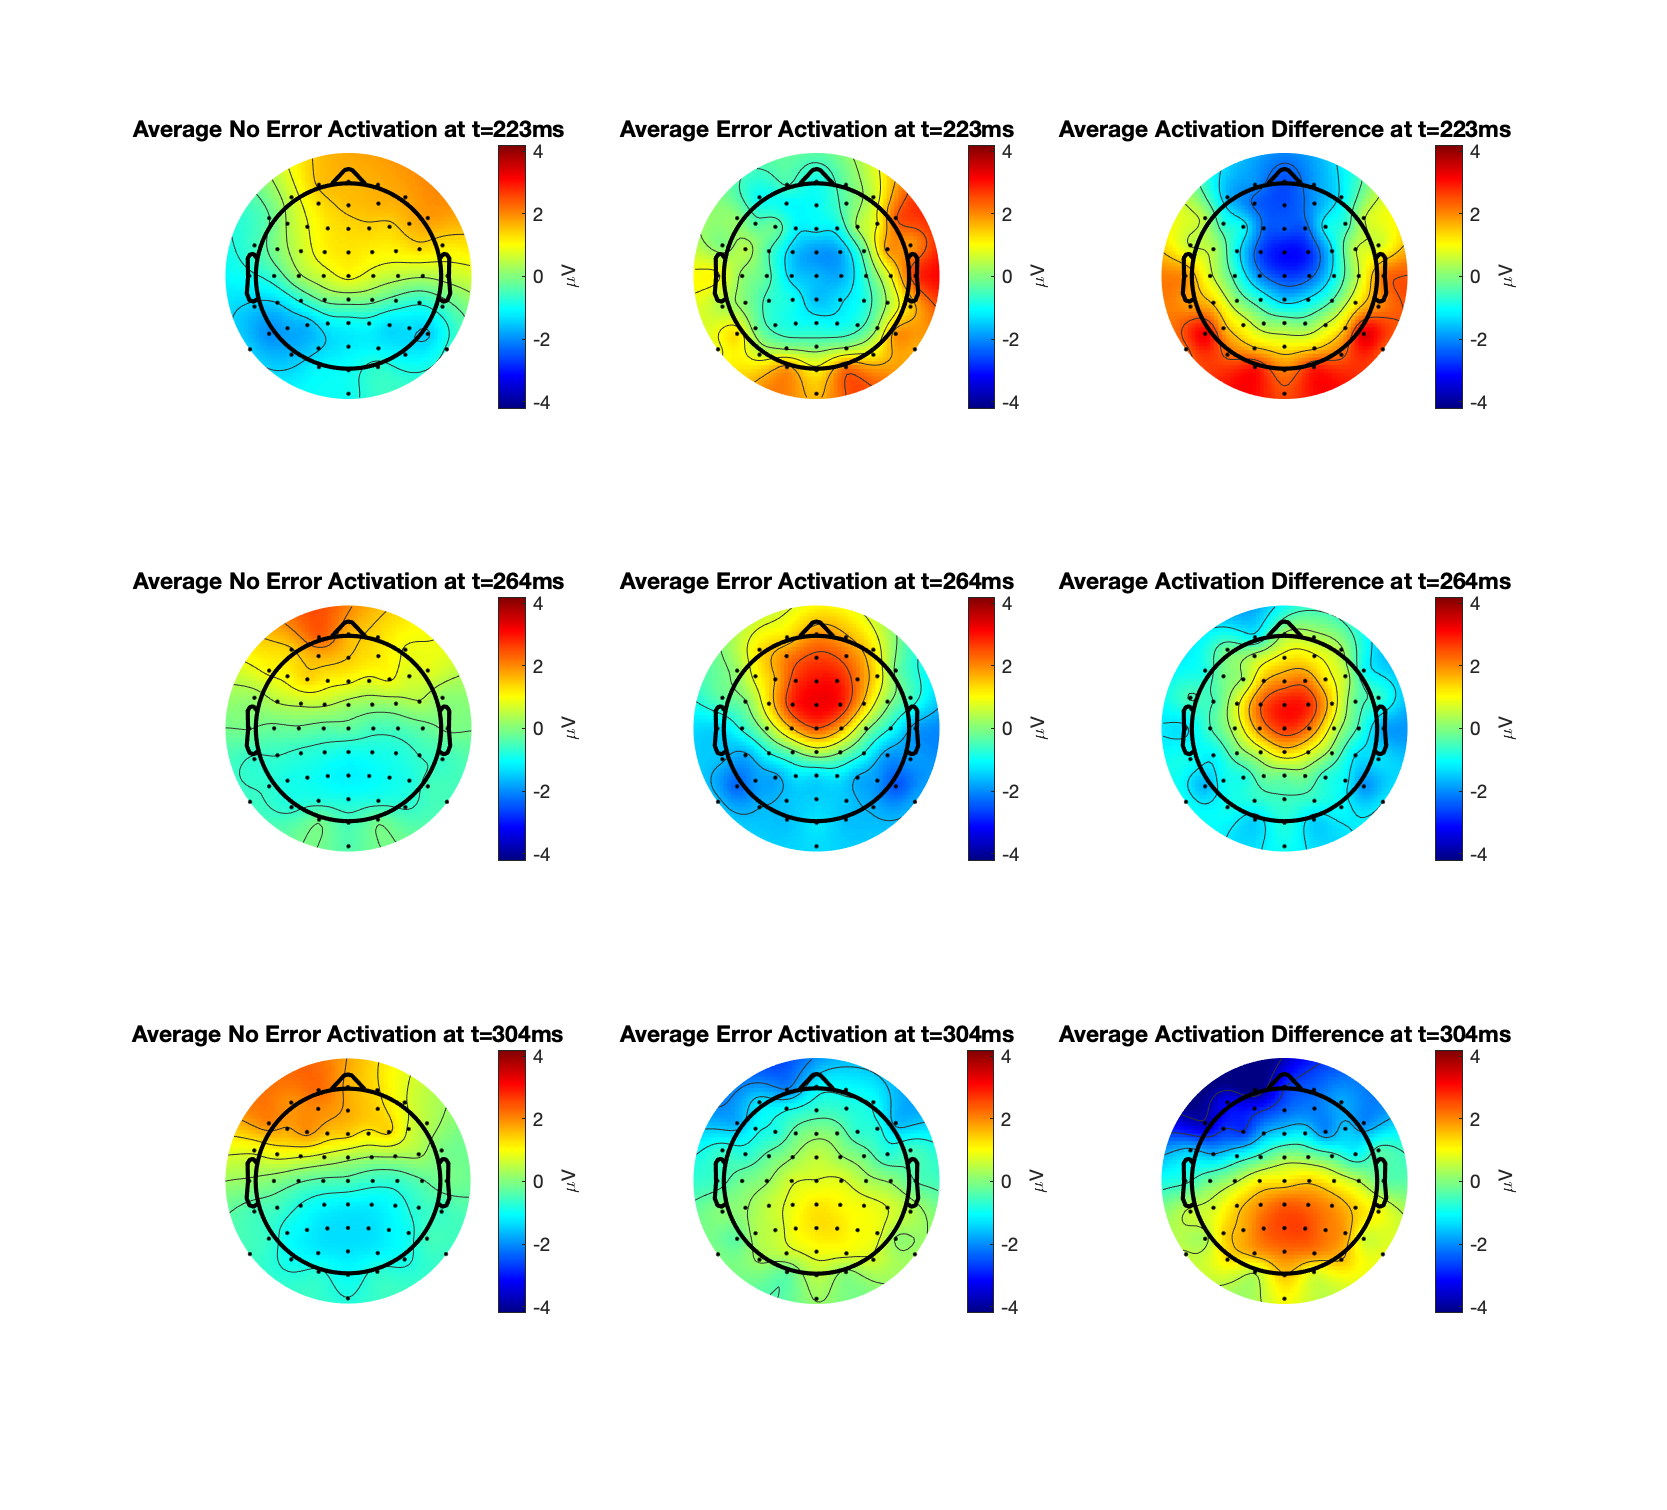 Average No Error Activation at t=223ms
4
2
0
-2
-4
μV
Average Error Activation at t=223ms
4
2
0
-2
-4
μV
Average Activation Difference at t=223ms
4
2
0
-2
-4
μV
Average No Error Activation at t=264ms
4
2
0
-2
-4
μV
Average Error Activation at t=264ms
4
2
0
-2
-4
μV
Average Activation Difference at t=264ms
4
2
0
-2
-4
μV
Average No Error Activation at t=304ms
4
2
0
-2
-4
μV
Average Error Activation at t=304ms
4
2
0
-2
-4
μV
Average Activation Difference at t=304ms
4
2
0
-2
-4
μV